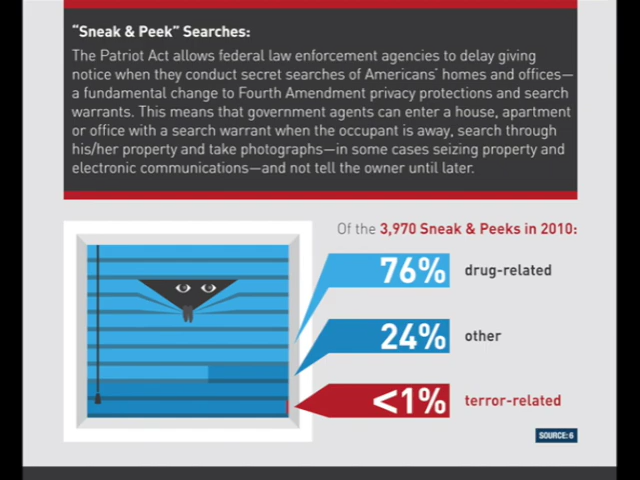 “Sneak & Peek” Searches:
The Patriot Act allows federal law enforcement agencies to delay giving
notice when they conduct secret searches of Americans’ homes and offices—
a fundamental change to Fourth Amendment privacy protections and search
warrants. This means that government agents can enter a house, apartment
or office with a search warrant when the occupant is away, search through
his/her property and take photographs—in some cases seizing property and
electronic communications—and not tell the owner until later.
Of the 3,970 Sneak & Peeks in 2010:
76% drug-related
24% other
<1% terror-related
SOURCE: 6